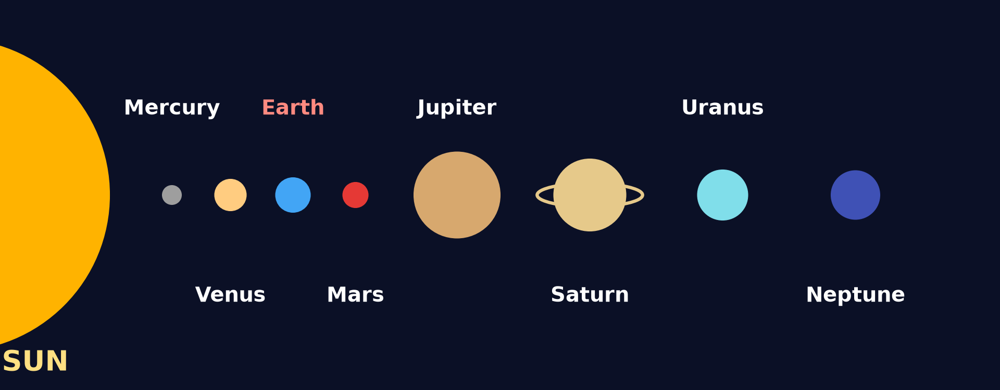 Mercury
Earth
Jupiter
Uranus
Venus
Mars
Saturn
Neptune
SUN